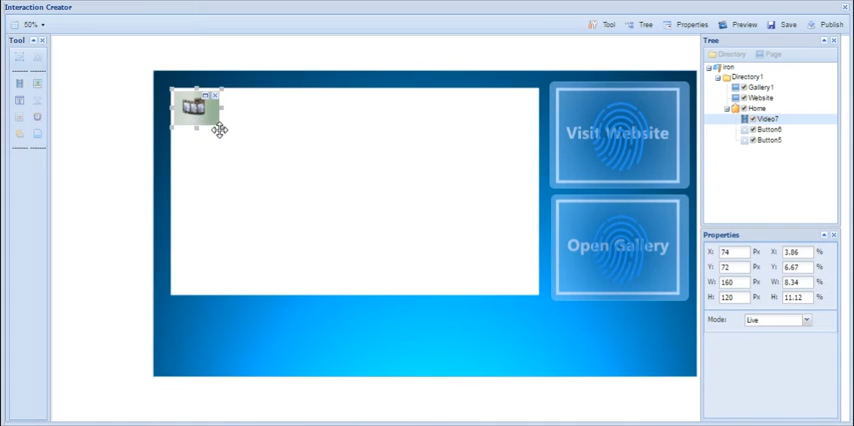 Interaction Creator
50%
Tool
Tree
Properties
Preview
Save
Publish
Tool
Tree
Directory
Page
iron
Directory1
Gallery1
Website
Home
Video7
Button6
Button5
Visit Website
Open Gallery
Properties
X: 74 Px X: 3.86 %
Y: 72 Px Y: 6.67 %
W: 160 Px W: 8.34 %
H: 120 Px H: 11.12 %
Mode: Live